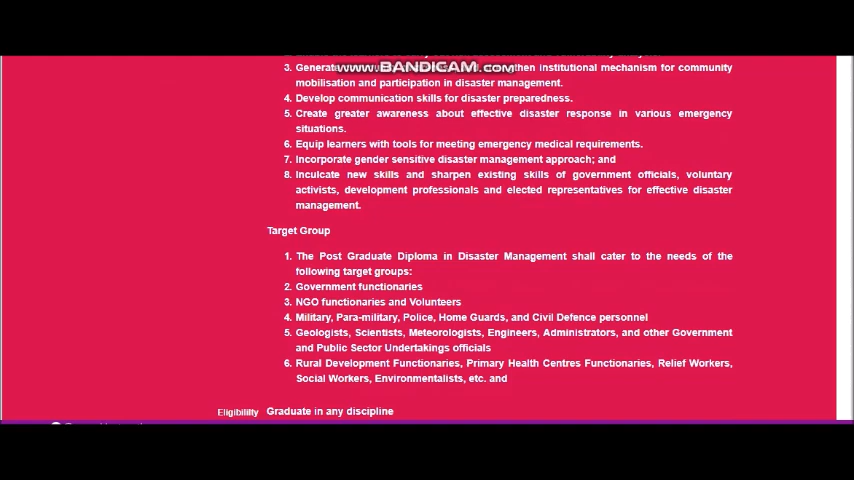 3. Generate
www.BANDICAM.com
then institutional mechanism for community
mobilisation and participation in disaster management.
4. Develop communication skills for disaster preparedness.
5. Create greater awareness about effective disaster response in various emergency
situations.
6. Equip learners with tools for meeting emergency medical requirements.
7. Incorporate gender sensitive disaster management approach; and
8. Inculcate new skills and sharpen existing skills of government officials, voluntary
activists, development professionals and elected representatives for effective disaster
management.
Target Group
1. The Post Graduate Diploma in Disaster Management shall cater to the needs of the
following target groups:
2. Government functionaries
3. NGO functionaries and Volunteers
4. Military, Para-military, Police, Home Guards, and Civil Defence personnel
5. Geologists, Scientists, Meteorologists, Engineers, Administrators, and other Government
and Public Sector Undertakings officials
6. Rural Development Functionaries, Primary Health Centres Functionaries, Relief Workers,
Social Workers, Environmentalists, etc. and
Eligibililty Graduate in any discipline